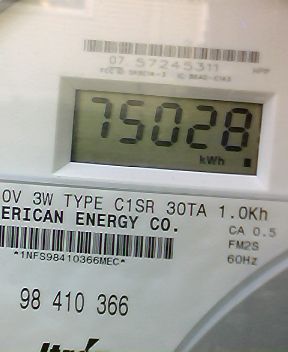 07 57245311
75028
kWh
0V 3W TYPE C1SR 30TA 1.0Kh
ERICAN ENERGY CO.
CA 0.5
FM2S
60Hz
*1NFS98410366MEC*
98 410 366